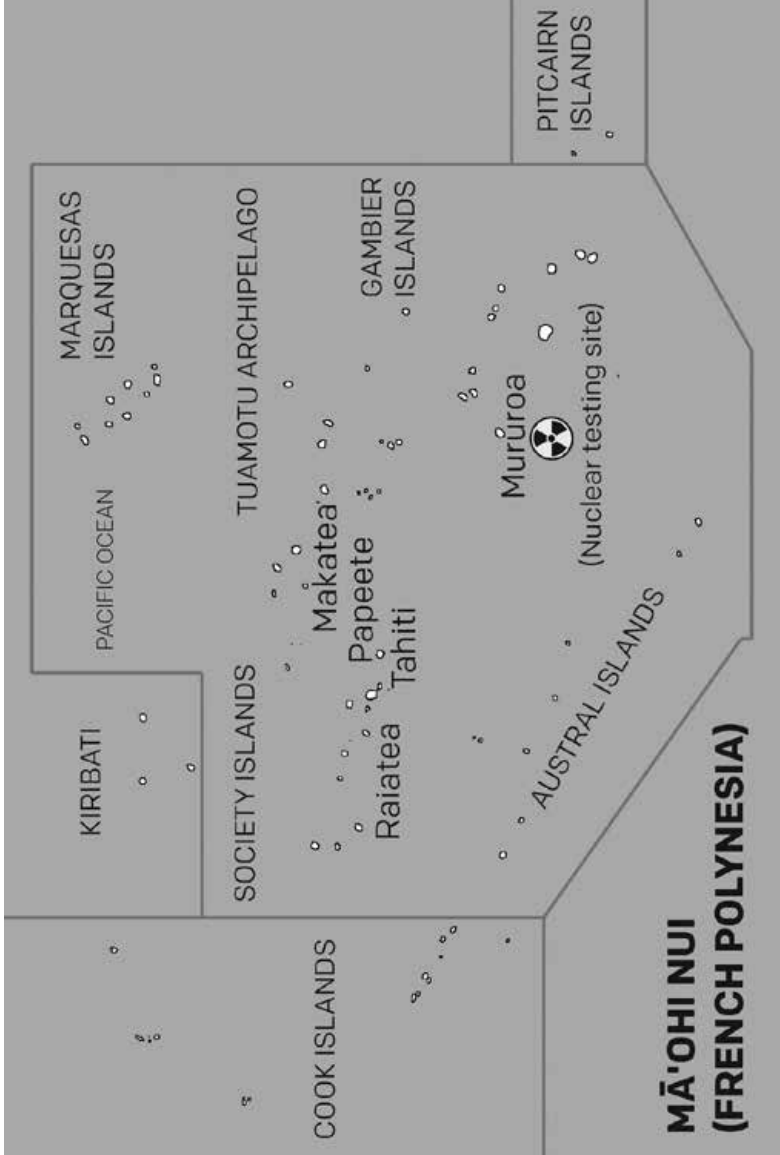 MARQUESAS
ISLANDS
PACIFIC OCEAN
KIRIBATI
TUAMOTU ARCHIPELAGO
SOCIETY ISLANDS
Makatea
Papeete
Tahiti
Raiatea
GAMBIER
ISLANDS
COOK ISLANDS
Mururoa
(Nuclear testing site)
PITCAIRN
ISLANDS
AUSTRAL ISLANDS
MĀ'OHI NUI
(FRENCH POLYNESIA)